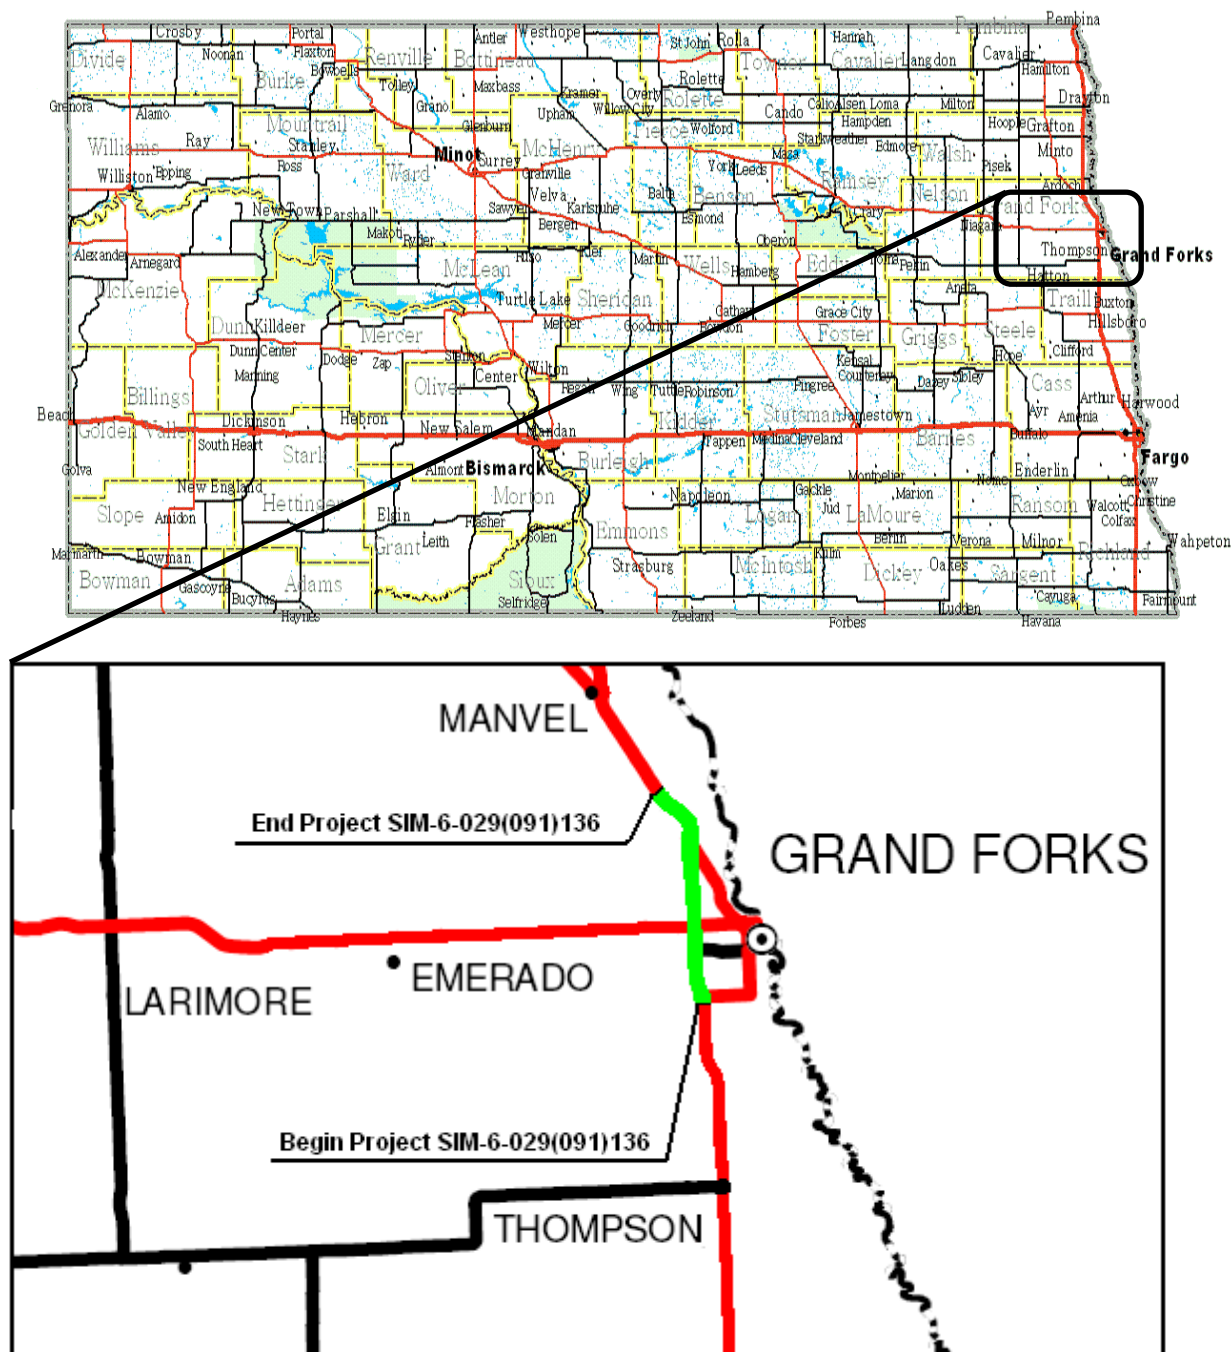 Pembina
Pembina
Crosby
Portal
Westhope
Antler
St John
Rolla
Hannah
Divide
Noonan
Flaxton
Renville
Bottineau
Towner
Cavalier
Langdon
Cavalier
Burke
Bowbells
Tolley
Maxbass
Kramer
Overly
Rolette
Rolette
Hamilton
Grenora
Alamo
Grano
Upham
Willow City
Cando
Calio
Alsen
Loma
Milton
Drayton
Mountrail
Glenburn
Pierce
Wolford
Hampden
Hoople
Grafton
Williams
Ray
Stanley
Minot
Surrey
McHenry
Starkweather
Edmore
Walsh
Minto
Williston
Epping
Ross
Ward
Granville
York
Leeds
Ramsey
Nelson
Pisek
Ardoch
Velva
Balta
Benson
New Town
Parshall
Sawyer
Karlsruhe
Esmond
Niagara
Thompson
Grand Forks
Alexander
Arnegard
Makoti
Ryder
Bergen
Martin
Oberon
Pekin
Hatton
McKenzie
McLean
Wells
Hamberg
Eddy
Aneta
Traill
Buxton
Turtle Lake
Sheridan
Grace City
Hillsboro
Dunn
Killdeer
Mercer
Mercer
Goodrich
Foster
Griggs
Steele
Clifford
Dunn Center
Dodge
Zap
Stanton
Wilton
Kensal
Hope
Manning
Oliver
Center
Regan
Wing
Tuttle
Robinson
Pingree
Courtenay
Dazey
Sibley
Cass
Billings
Arthur
Harwood
Beach
Dickinson
Hebron
New Salem
Mandan
Kidder
Stutsman
Jamestown
Ayr
Amenia
Golden Valley
South Heart
Stark
Tappen
Medina
Cleveland
Barnes
Buffalo
Golva
Almont
Bismarck
Burleigh
Montpelier
Enderlin
Fargo
New England
Hettinger
Morton
Napoleon
Gackle
Marion
Nome
Ransom
Walcott
Christine
Slope
Amidon
Elgin
Flasher
Emmons
Logan
Jud
LaMoure
Colfax
Marmarth
Bowman
Grant
Leith
Solen
Berlin
Verona
Milnor
Richland
Wahpeton
Bowman
Gascoyne
Adams
Sioux
Strasburg
McIntosh
Kulm
Dickey
Oakes
Sargent
Bucyrus
Selfridge
Cayuga
Fairmount
Haynes
Zeeland
Forbes
Ludden
Havana
MANVEL
End Project SIM-6-029(091)136
GRAND FORKS
EMERADO
LARIMORE
Begin Project SIM-6-029(091)136
THOMPSON